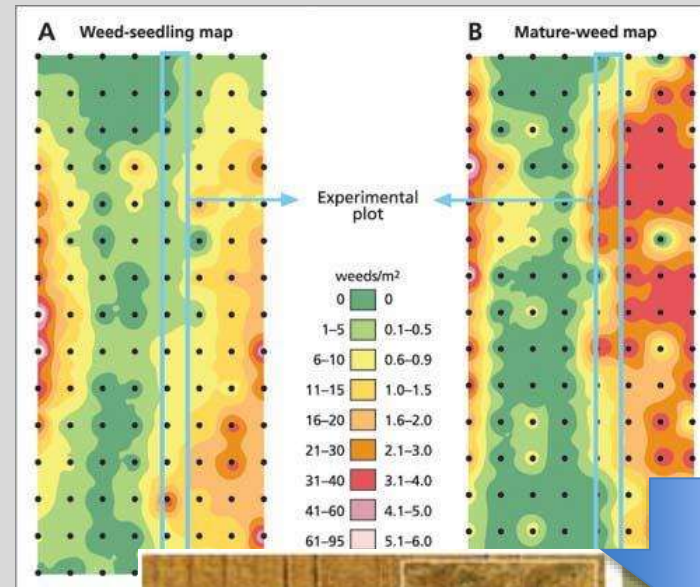 A Weed-seedling map
B Mature-weed map
Experimental
plot
weeds/m²
0 0
1–5 0.1–0.5
6–10 0.6–0.9
11–15 1.0–1.5
16–20 1.6–2.0
21–30 2.1–3.0
31–40 3.1–4.0
41–60 4.1–5.0
61–95 5.1–6.0